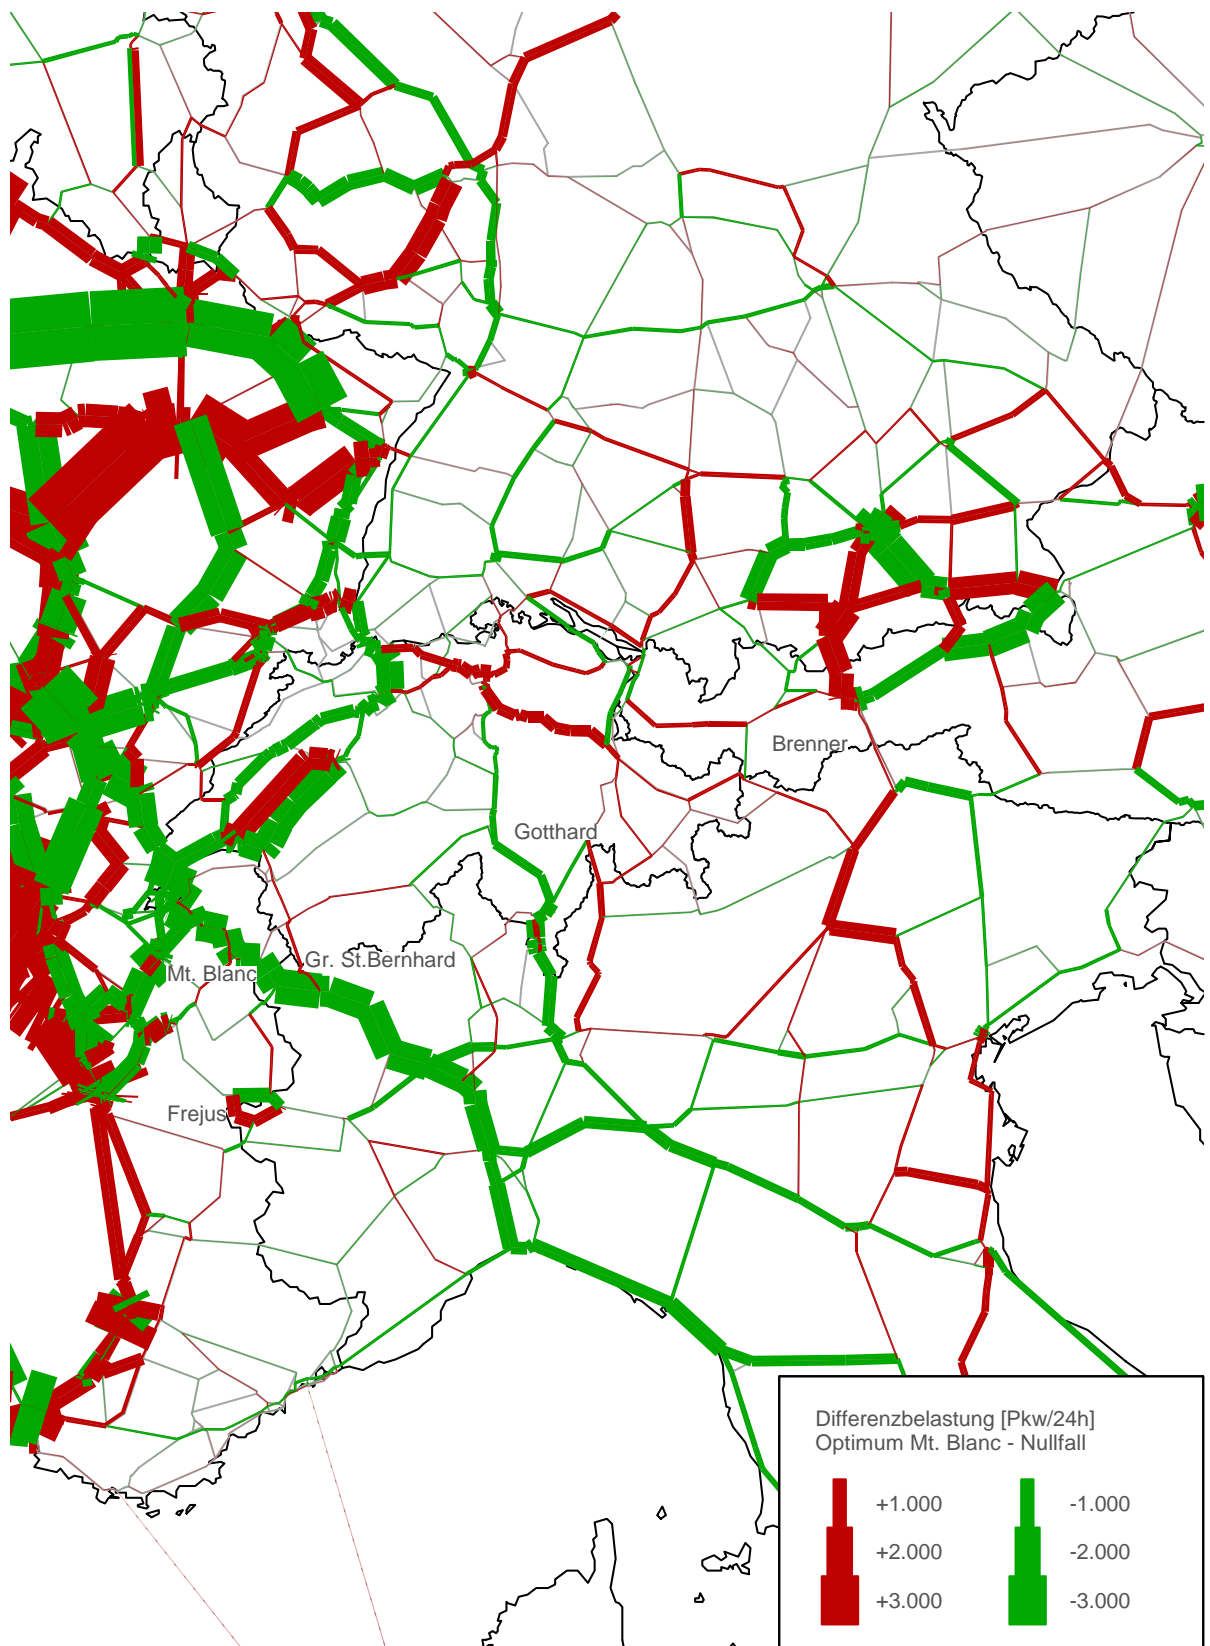 Brenner
Gotthard
Gr. St.Bernhard
Mt. Blanc
Frejus
Differenzbelastung [Pkw/24h]
Optimum Mt. Blanc - Nullfall
+1.000 -1.000
+2.000 -2.000
+3.000 -3.000